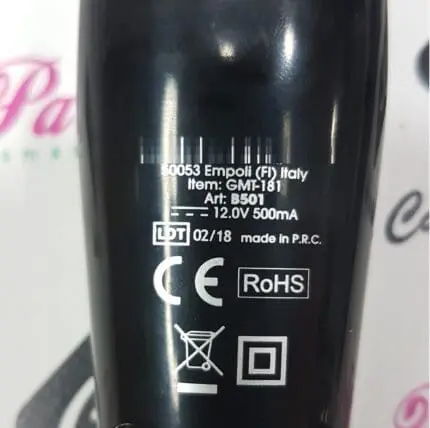 50053 Empoli (FI) Italy
Item: GMT-181
Art: B501
12.0V 500mA
LOT 02/18 made in P.R.C.
CE RoHS